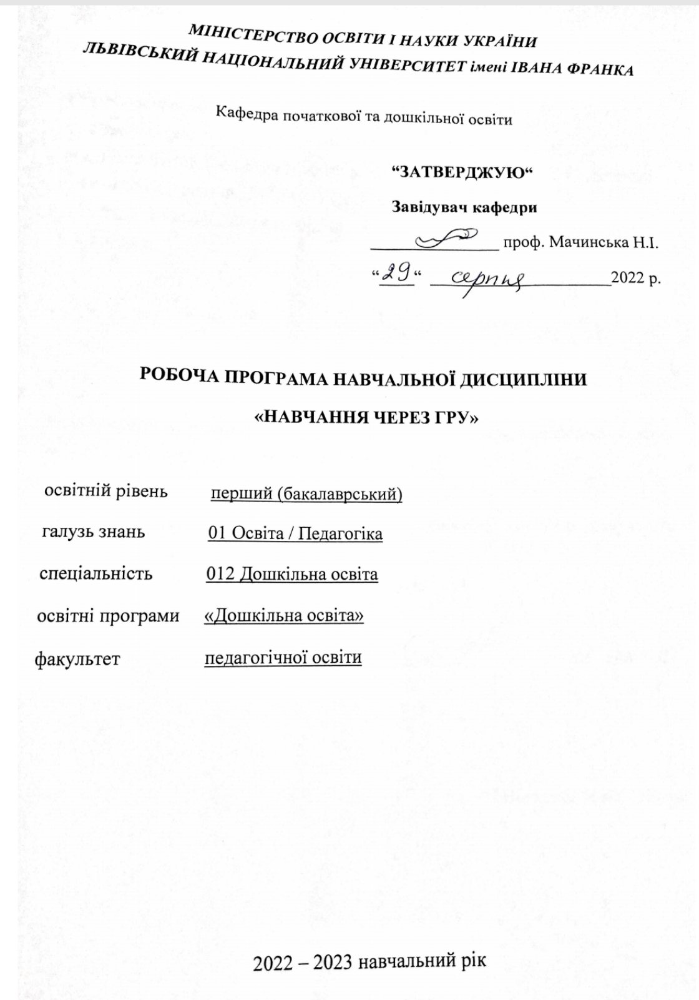 МІНІСТЕРСТВО ОСВІТИ І НАУКИ УКРАЇНИ
ЛЬВІВСЬКИЙ НАЦІОНАЛЬНИЙ УНІВЕРСИТЕТ імені ІВАНА ФРАНКА
Кафедра початкової та дошкільної освіти
“ЗАТВЕРДЖУЮ“
Завідувач кафедри
проф. Мачинська Н.І.
“29“ серпня 2022 р.
РОБОЧА ПРОГРАМА НАВЧАЛЬНОЇ ДИСЦИПЛІНИ
«НАВЧАННЯ ЧЕРЕЗ ГРУ»
освітній рівень перший (бакалаврський)
галузь знань 01 Освіта / Педагогіка
спеціальність 012 Дошкільна освіта
освітні програми «Дошкільна освіта»
факультет педагогічної освіти
2022 – 2023 навчальний рік